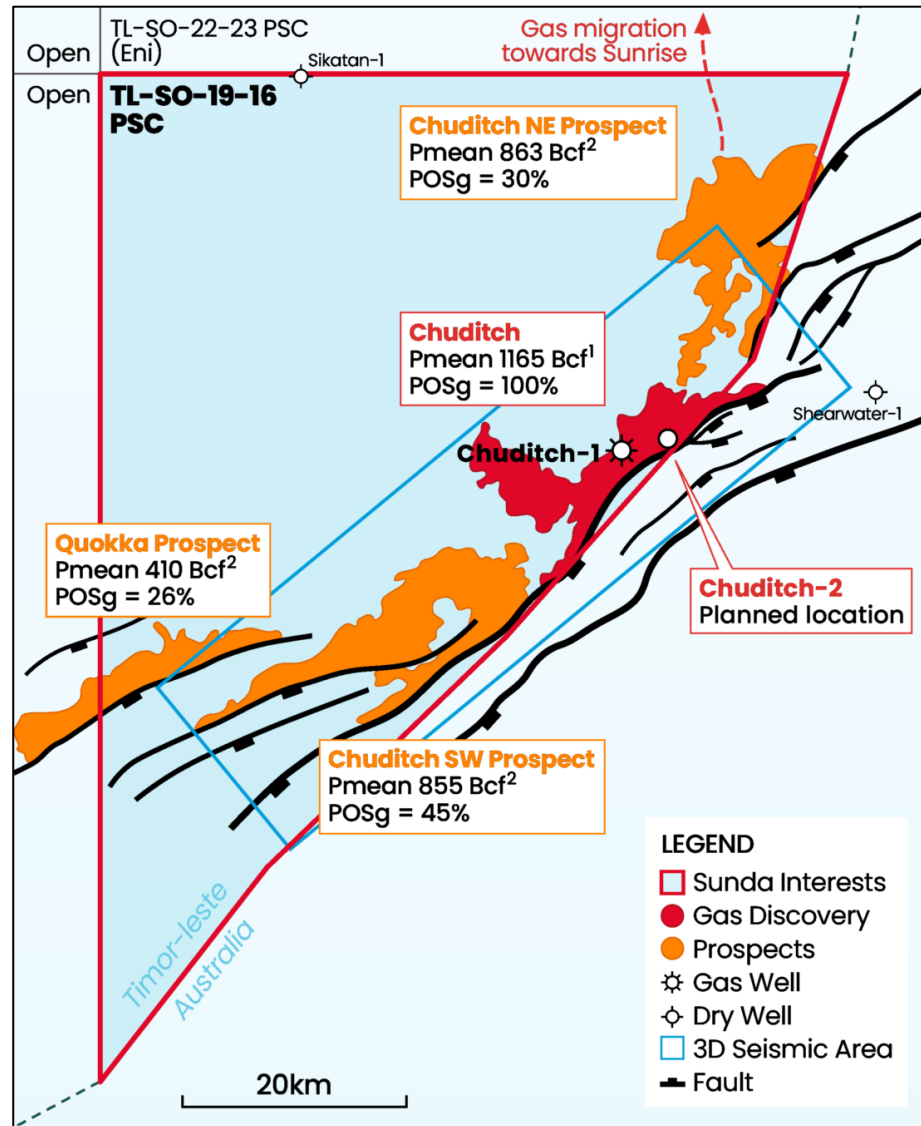 TL-SO-22-23 PSC
(Eni)
Open
Sikatan-1
Gas migration
towards Sunrise
Open
TL-SO-19-16
PSC
Chuditch NE Prospect
Pmean 863 Bcf²
POSg = 30%
Chuditch
Pmean 1165 Bcf¹
POSg = 100%
Shearwater-1
Chuditch-1
Quokka Prospect
Pmean 410 Bcf²
POSg = 26%
Chuditch-2
Planned location
Chuditch SW Prospect
Pmean 855 Bcf²
POSg = 45%
Timor-leste
Australia
20km
LEGEND
Sunda Interests
Gas Discovery
Prospects
Gas Well
Dry Well
3D Seismic Area
Fault